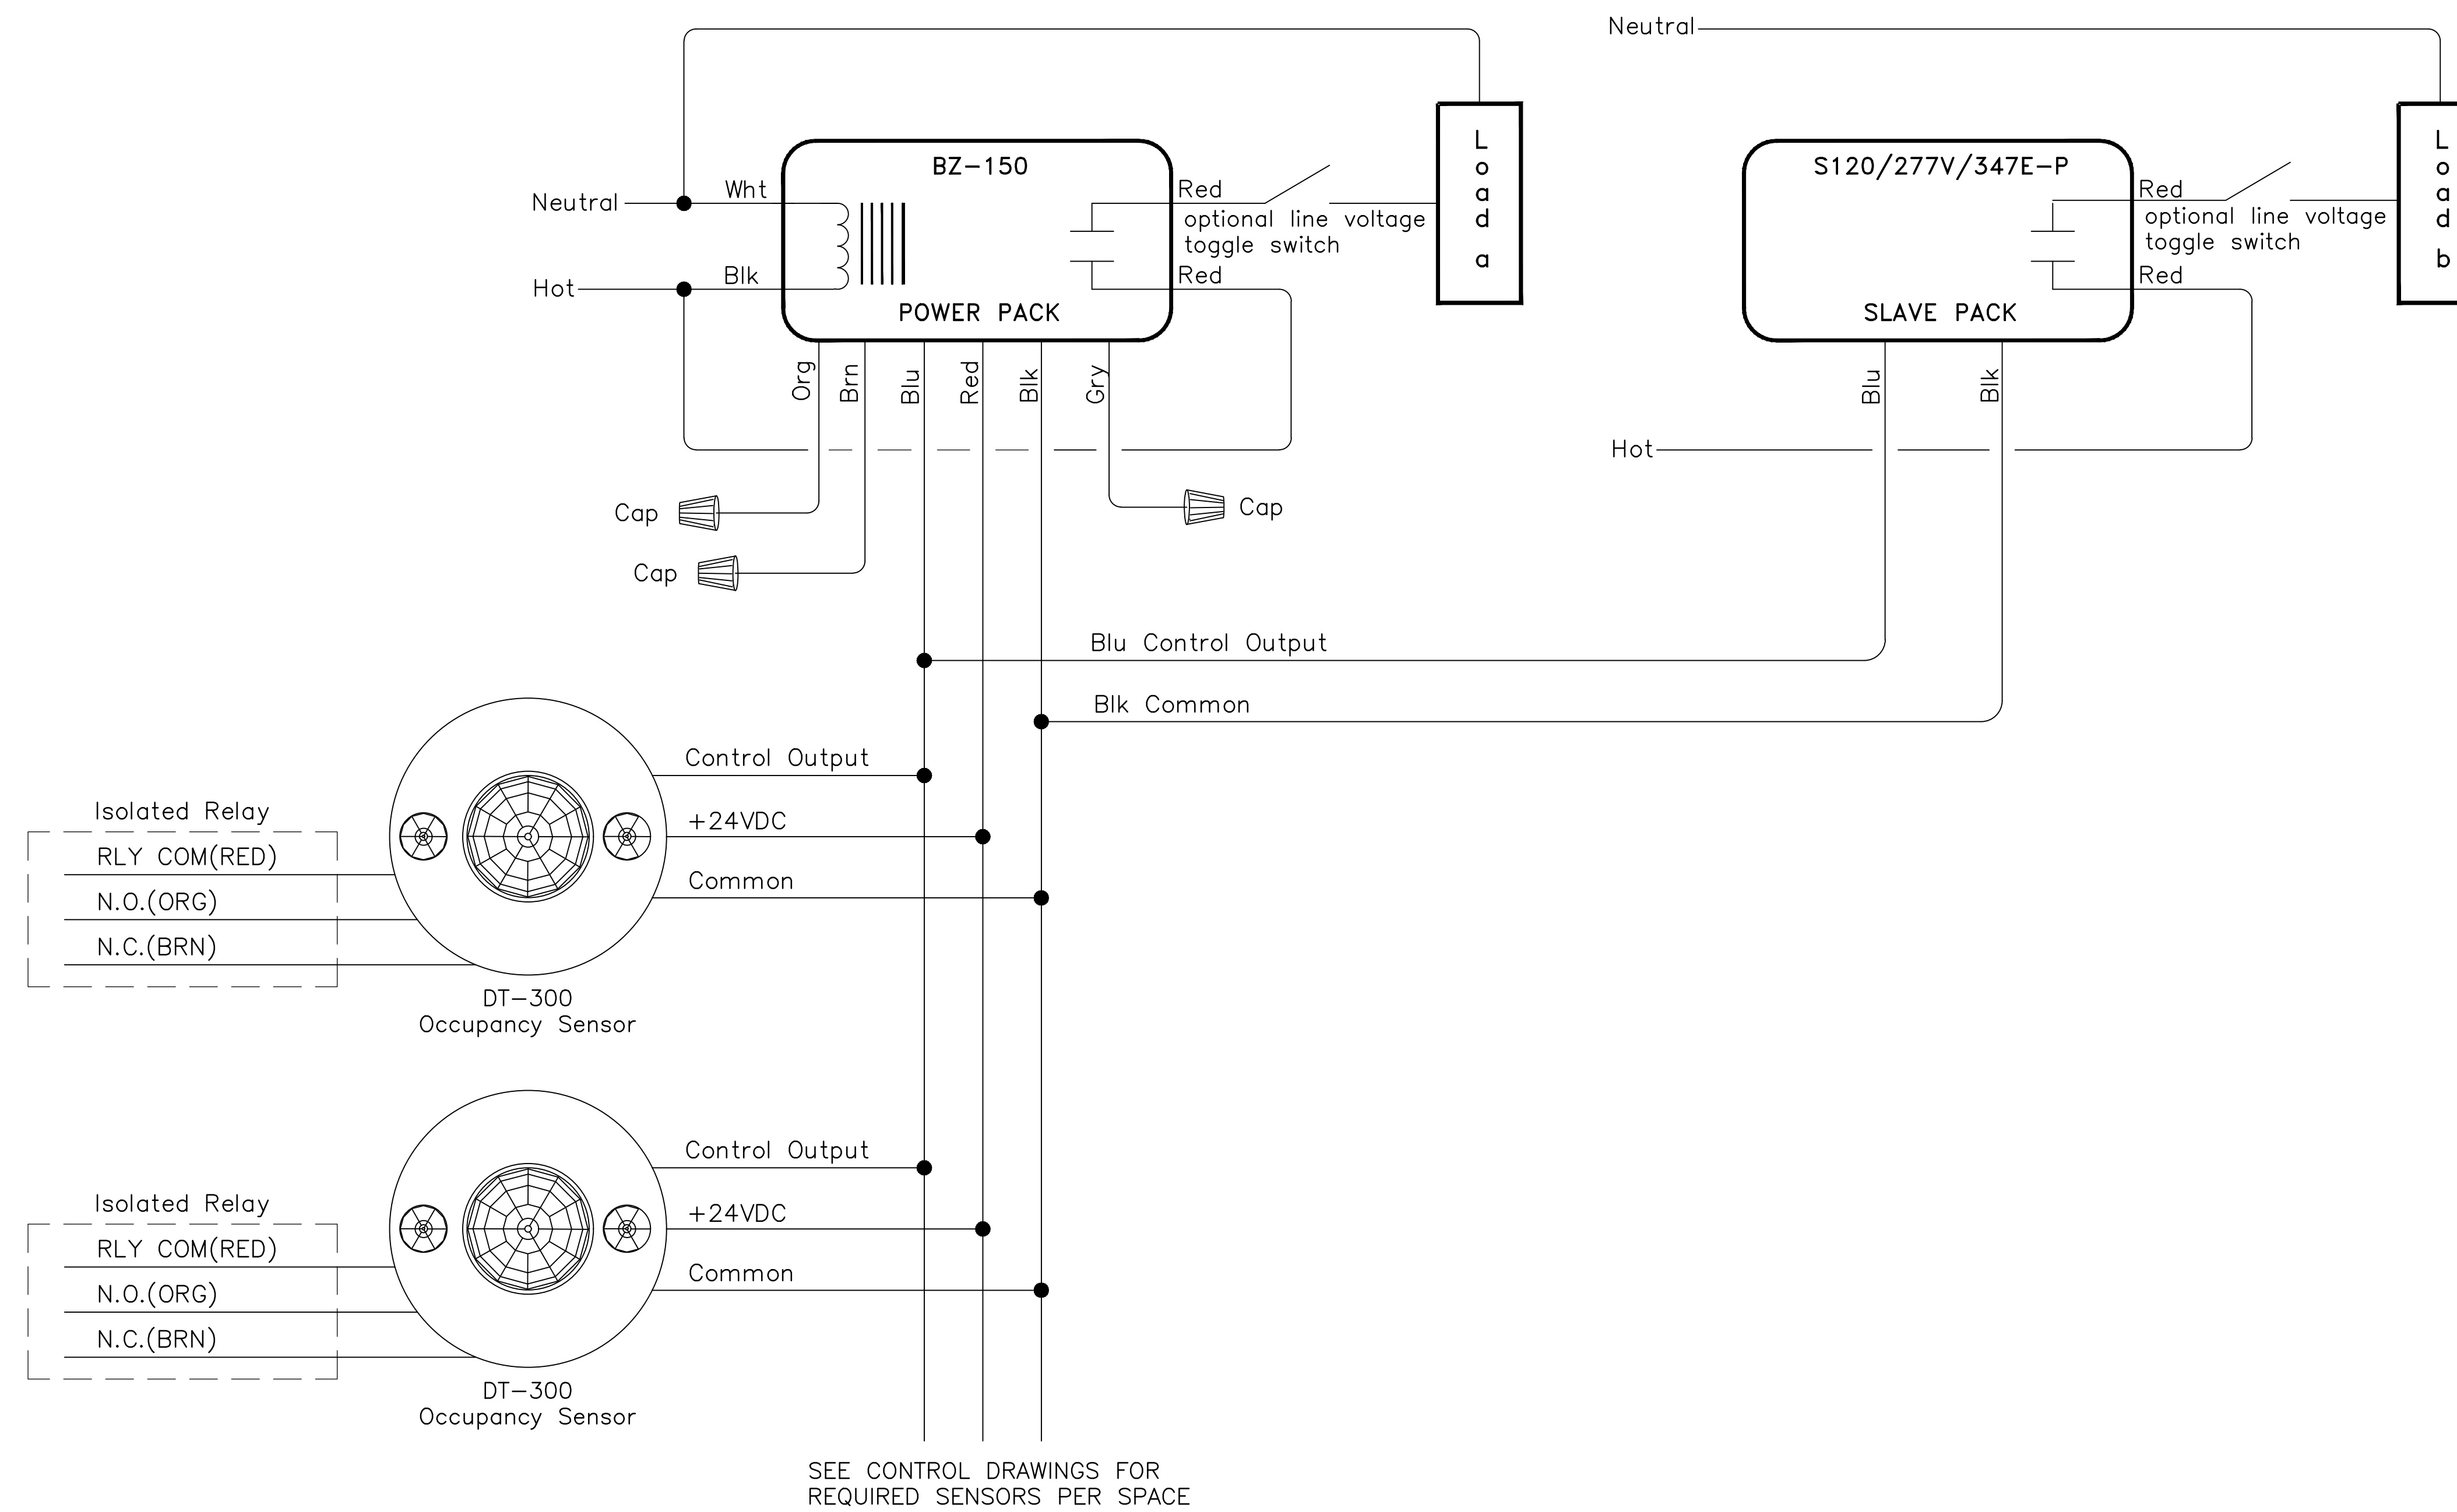 Neutral
BZ-150
POWER PACK
Neutral
Wht
Hot
Blk
Red
optional line voltage
toggle switch
Red
Load a
Org
Brn
Blu
Red
Blk
Gry
Cap
Cap
Cap
S120/277V/347E-P
SLAVE PACK
Red
optional line voltage
toggle switch
Red
Load b
Blu
Blk
Hot
Blu Control Output
Blk Common
Control Output
+24VDC
Common
Isolated Relay
RLY COM(RED)
N.O.(ORG)
N.C.(BRN)
DT-300
Occupancy Sensor
Control Output
+24VDC
Common
Isolated Relay
RLY COM(RED)
N.O.(ORG)
N.C.(BRN)
DT-300
Occupancy Sensor
SEE CONTROL DRAWINGS FOR
REQUIRED SENSORS PER SPACE